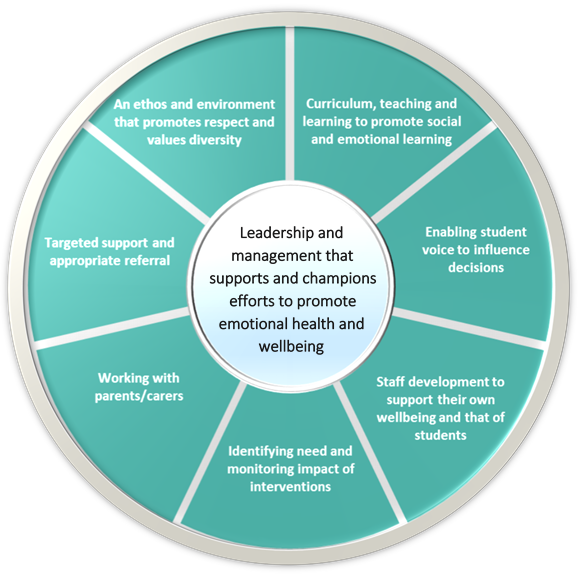 An ethos and environment
that promotes respect and
values diversity
Curriculum, teaching and
learning to promote social
and emotional learning
Enabling student
voice to influence
decisions
Staff development to
support their own
wellbeing and that of
students
Identifying need and
monitoring impact of
interventions
Working with
parents/carers
Targeted support and
appropriate referral
Leadership and
management that
supports and champions
efforts to promote
emotional health and
wellbeing